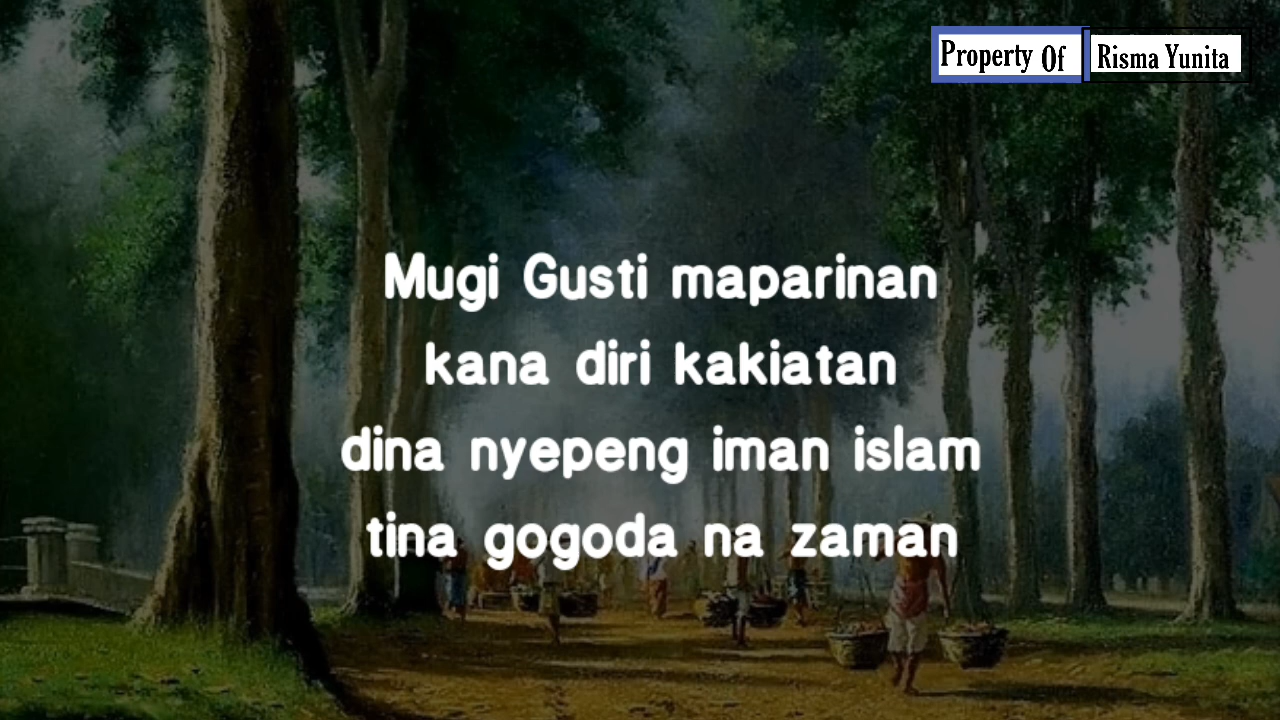 Property Of Risma Yunita
Mugi Gusti maparinan
kana diri kakiatan
dina nyepeng iman islam
tina gogoda na zaman